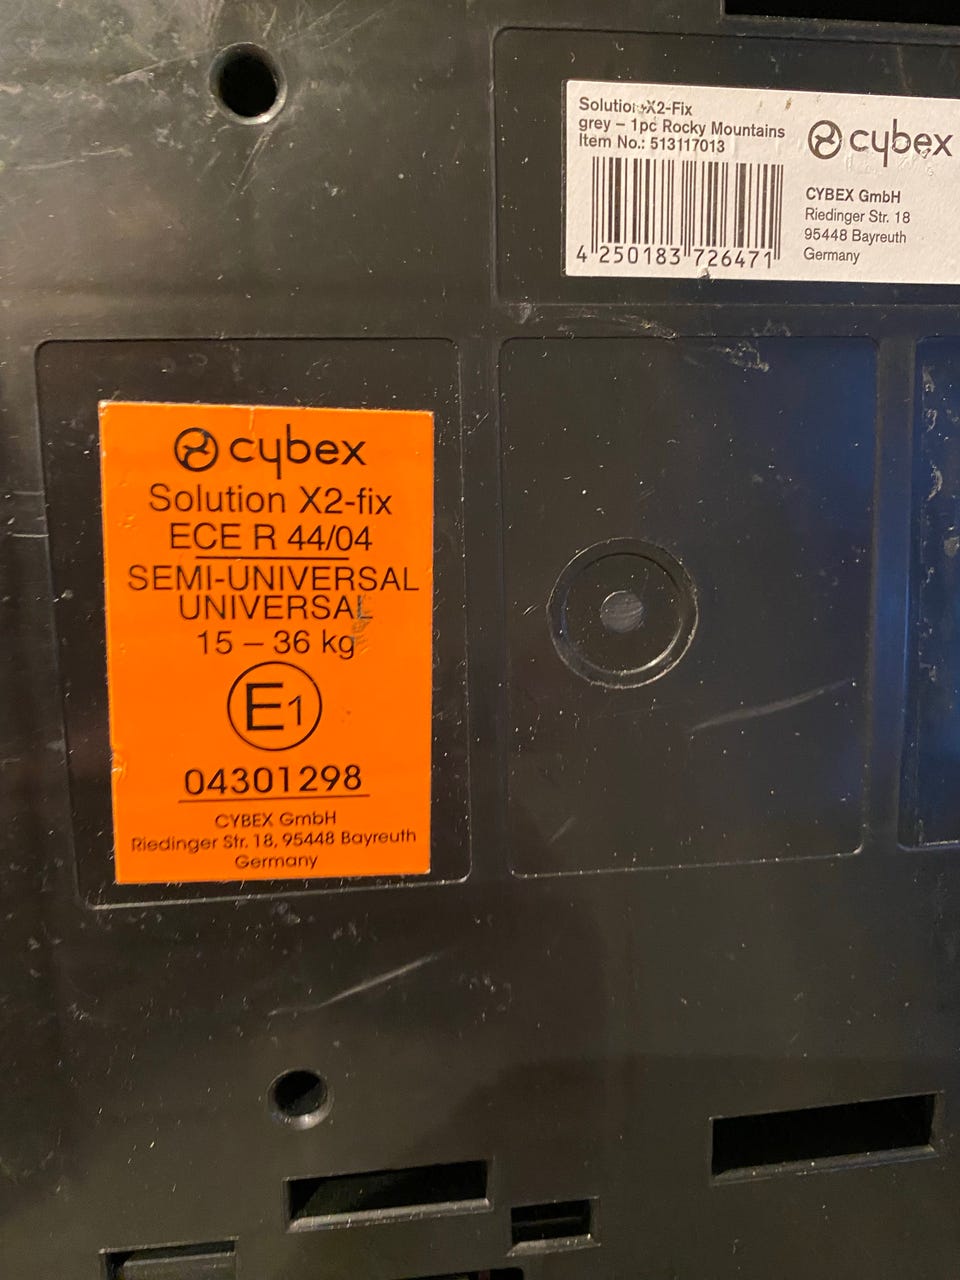 Solution X2-Fix
grey – 1pc Rocky Mountains
Item No.: 513117013
4 250183 726471
cybex
CYBEX GmbH
Riedinger Str. 18
95448 Bayreuth
Germany
cybex
Solution X2-fix
ECE R 44/04
SEMI-UNIVERSAL
UNIVERSAL
15 – 36 kg
E1
04301298
CYBEX GmbH
Riedinger Str. 18, 95448 Bayreuth
Germany